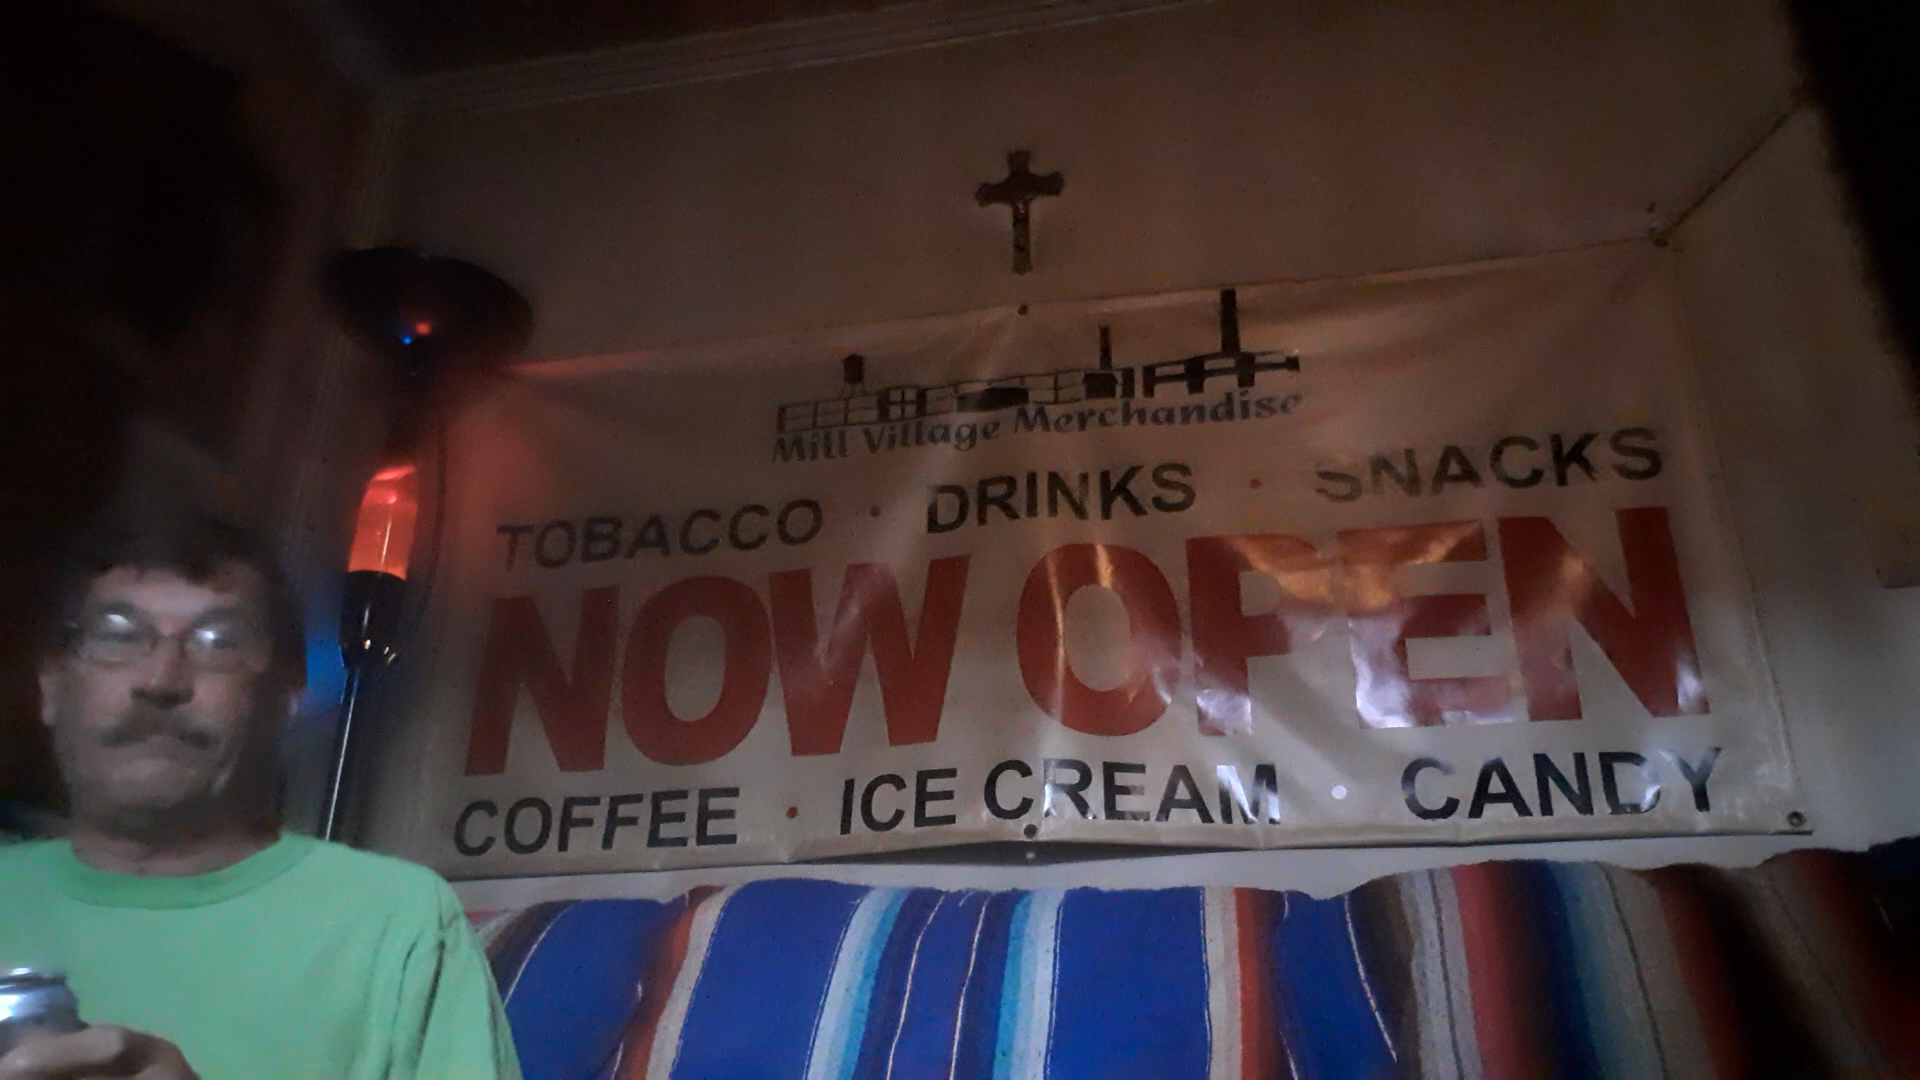 Mill Village Merchandise
TOBACCO · DRINKS · SNACKS
NOW OPEN
COFFEE · ICE CREAM · CANDY